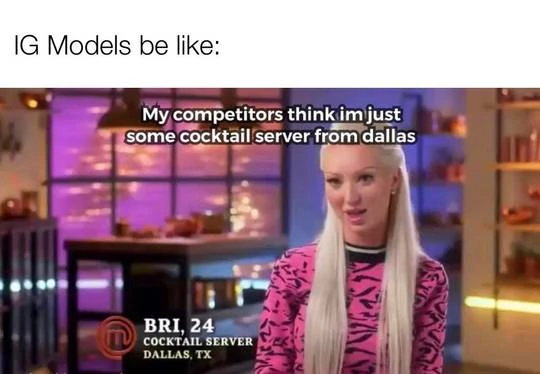 IG Models be like:
My competitors think im just
some cocktail server from dallas
BRI, 24
COCKTAIL SERVER
DALLAS, TX